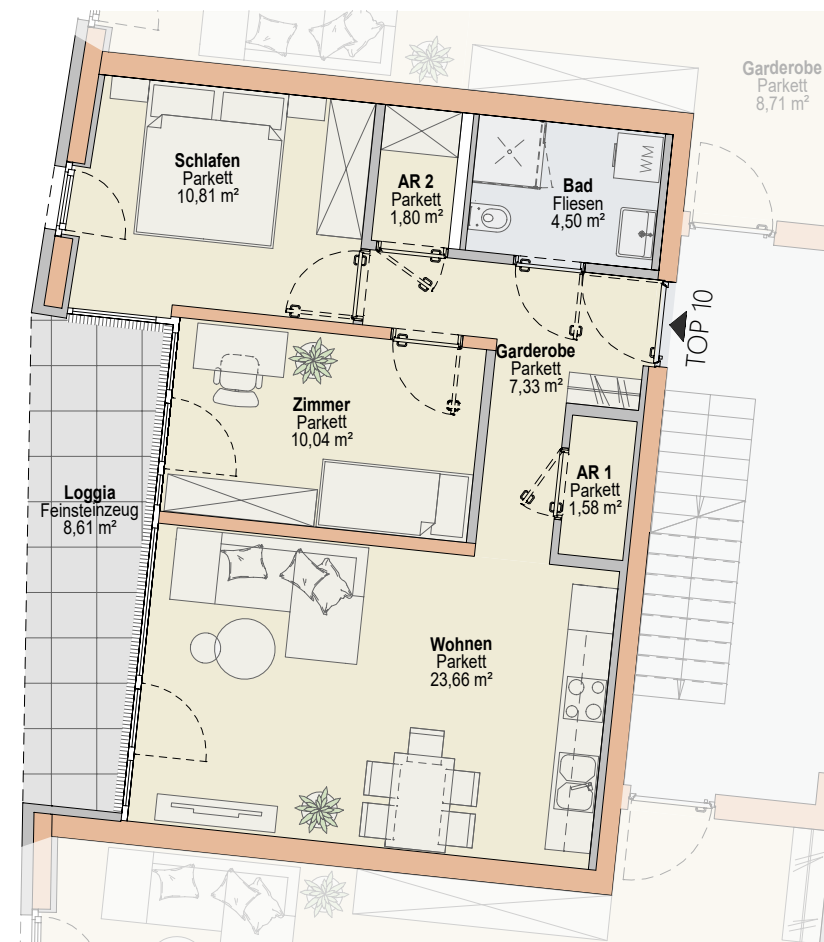 Garderobe
Parkett
8,71 m²
Schlafen
Parkett
10,81 m²
AR 2
Parkett
1,80 m²
WM
Bad
Fliesen
4,50 m²
TOP 10
Garderobe
Parkett
7,33 m²
Zimmer
Parkett
10,04 m²
AR 1
Parkett
1,58 m²
Loggia
Feinsteinzeug
8,61 m²
Wohnen
Parkett
23,66 m²